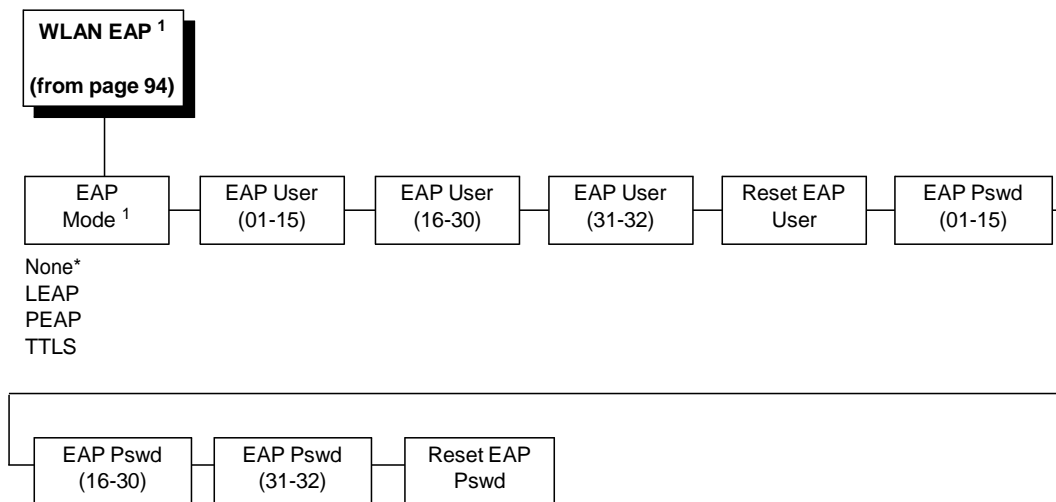 WLAN EAP 1
(from page 94)
EAP
Mode 1
EAP User
(01-15)
EAP User
(16-30)
EAP User
(31-32)
Reset EAP
User
EAP Pswd
(01-15)
None*
LEAP
PEAP
TTLS
EAP Pswd
(16-30)
EAP Pswd
(31-32)
Reset EAP
Pswd